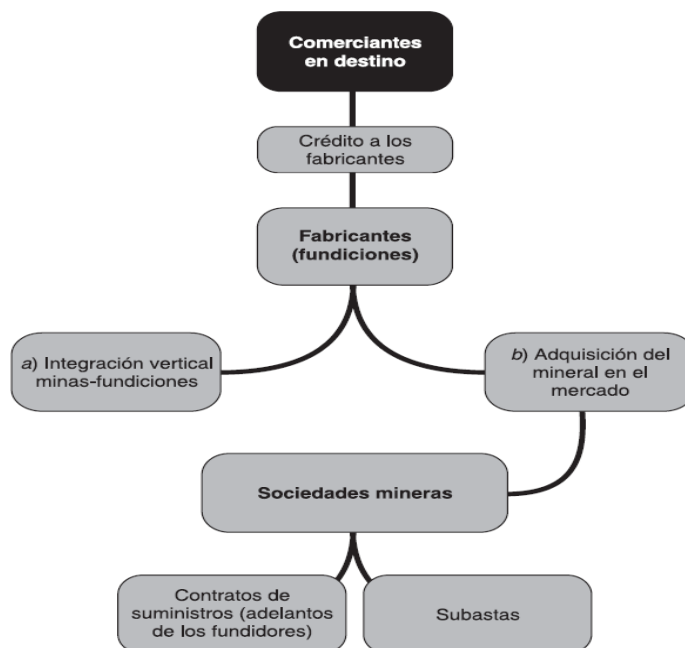 Comerciantes
en destino
Crédito a los
fabricantes
Fabricantes
(fundiciones)
a) Integración vertical
minas-fundiciones
b) Adquisición del
mineral en el
mercado
Sociedades mineras
Contratos de
suministros (adelantos
de los fundidores)
Subastas